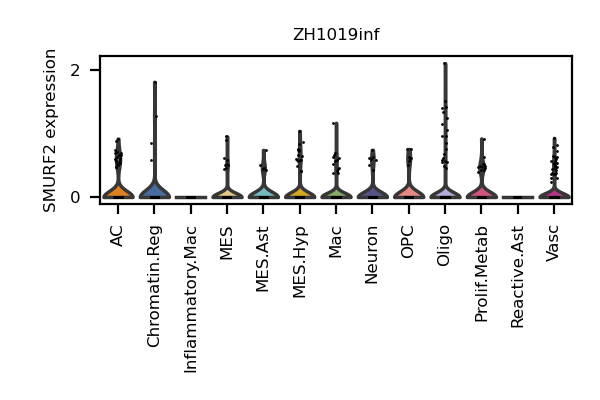 ZH1019inf
SMURF2 expression
2
0
AC
Chromatin.Reg
Inflammatory.Mac
MES
MES.Ast
MES.Hyp
Mac
Neuron
OPC
Oligo
Prolif.Metab
Reactive.Ast
Vasc